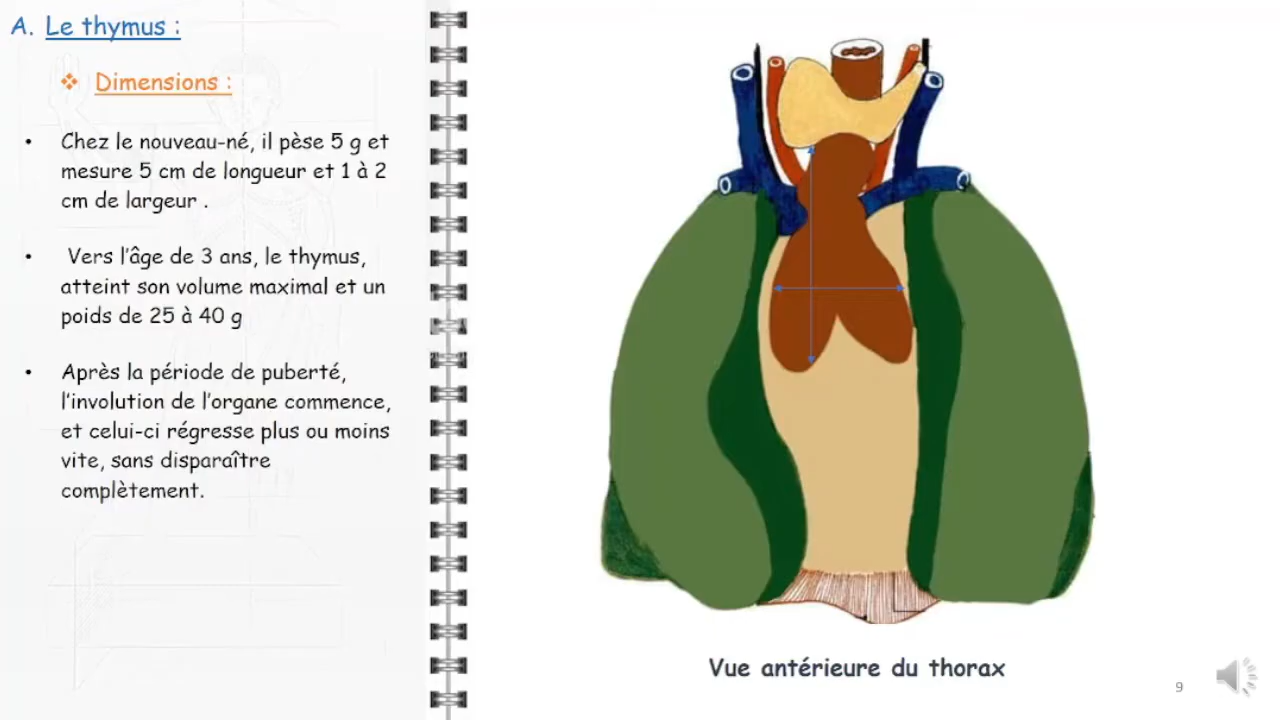 A. Le thymus :
❖ Dimensions :
• Chez le nouveau-né, il pèse 5 g et
mesure 5 cm de longueur et 1 à 2
cm de largeur .
• Vers l'âge de 3 ans, le thymus,
atteint son volume maximal et un
poids de 25 à 40 g
• Après la période de puberté,
l'involution de l'organe commence,
et celui-ci régresse plus ou moins
vite, sans disparaître
complètement.
Vue antérieure du thorax
9